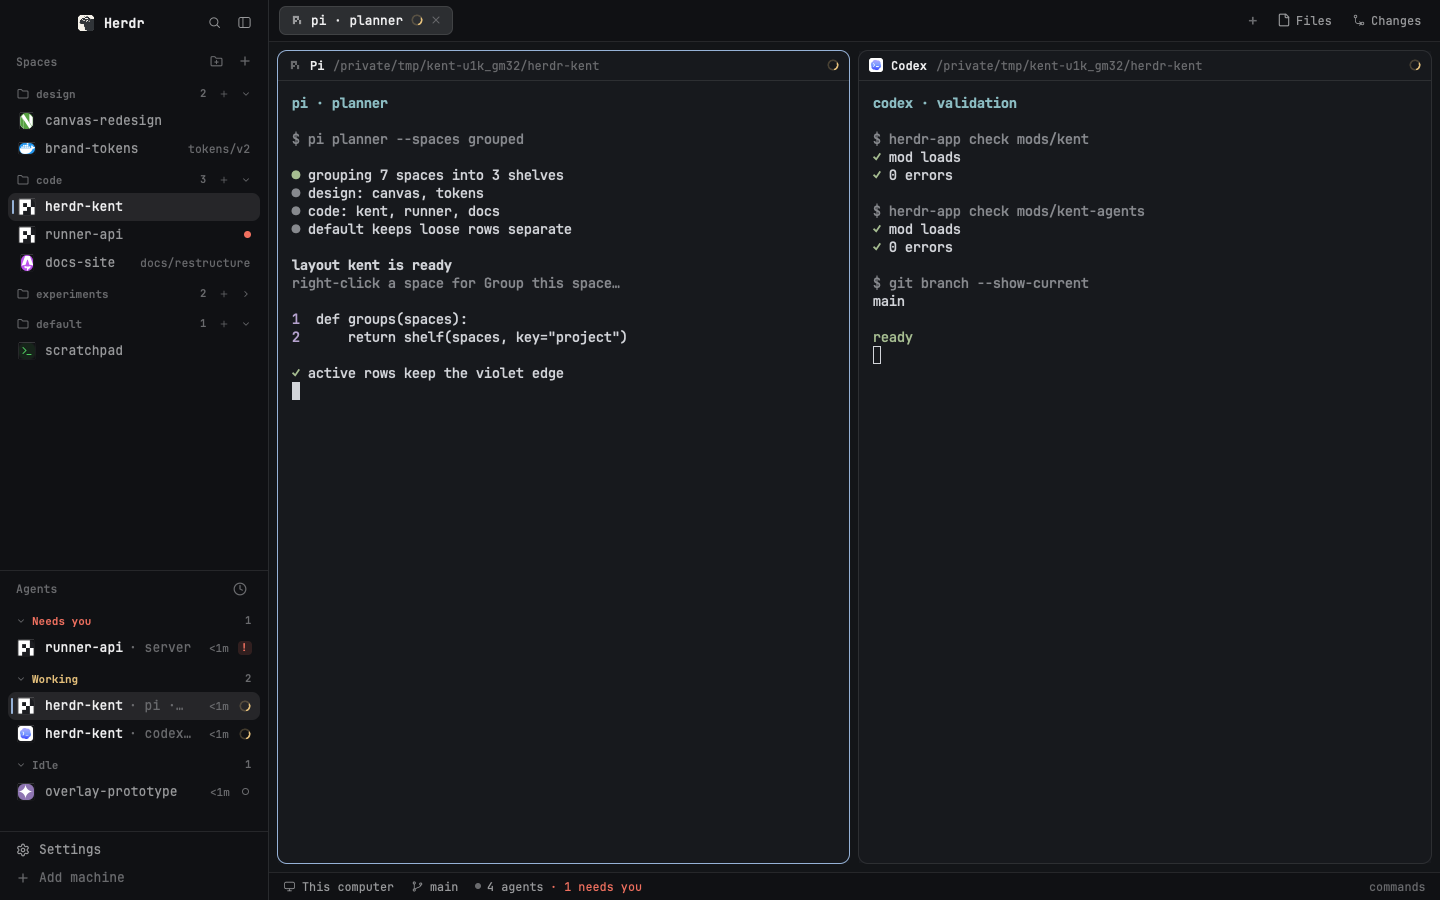 Herdr
Spaces
design 2
canvas-redesign
brand-tokens tokens/v2
code 3
herdr-kent
runner-api
docs-site docs/restructure
experiments 2
default 1
scratchpad
Agents
Needs you 1
runner-api · server <1m !
Working 2
herdr-kent · pi ·… <1m
herdr-kent · codex… <1m
Idle 1
overlay-prototype <1m
Settings
+ Add machine
pi · planner ×
+ Files Changes
Pi /private/tmp/kent-u1k_gm32/herdr-kent
pi · planner
$ pi planner --spaces grouped
● grouping 7 spaces into 3 shelves
● design: canvas, tokens
● code: kent, runner, docs
● default keeps loose rows separate
layout kent is ready
right-click a space for Group this space…
1 def groups(spaces):
2 return shelf(spaces, key="project")
✓ active rows keep the violet edge
Codex /private/tmp/kent-u1k_gm32/herdr-kent
codex · validation
$ herdr-app check mods/kent
✓ mod loads
✓ 0 errors
$ herdr-app check mods/kent-agents
✓ mod loads
✓ 0 errors
$ git branch --show-current
main
ready
This computer main ● 4 agents · 1 needs you
commands